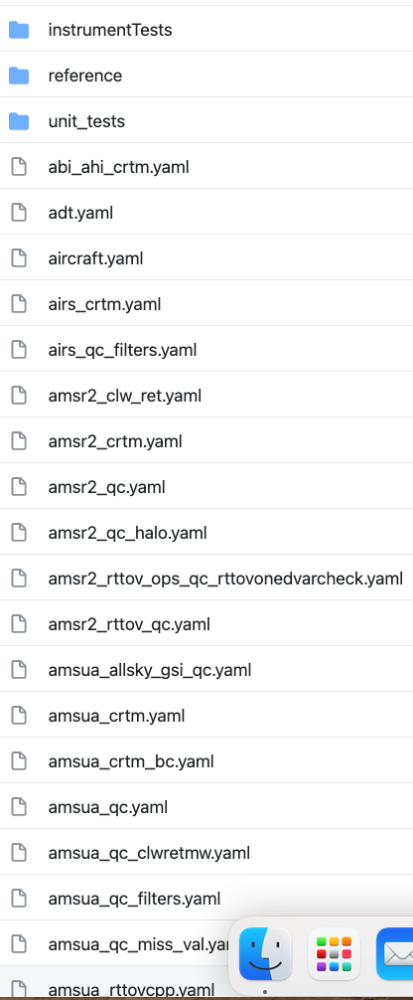 instrumentTests
reference
unit_tests
abi_ahi_crtm.yaml
adt.yaml
aircraft.yaml
airs_crtm.yaml
airs_qc_filters.yaml
amsr2_clw_ret.yaml
amsr2_crtm.yaml
amsr2_qc.yaml
amsr2_qc_halo.yaml
amsr2_rttov_ops_qc_rttovonedvarcheck.yaml
amsr2_rttov_qc.yaml
amsua_allsky_gsi_qc.yaml
amsua_crtm.yaml
amsua_crtm_bc.yaml
amsua_qc.yaml
amsua_qc_clwretmw.yaml
amsua_qc_filters.yaml
amsua_qc_miss_val.ya
amsua_rttovcpp.yaml